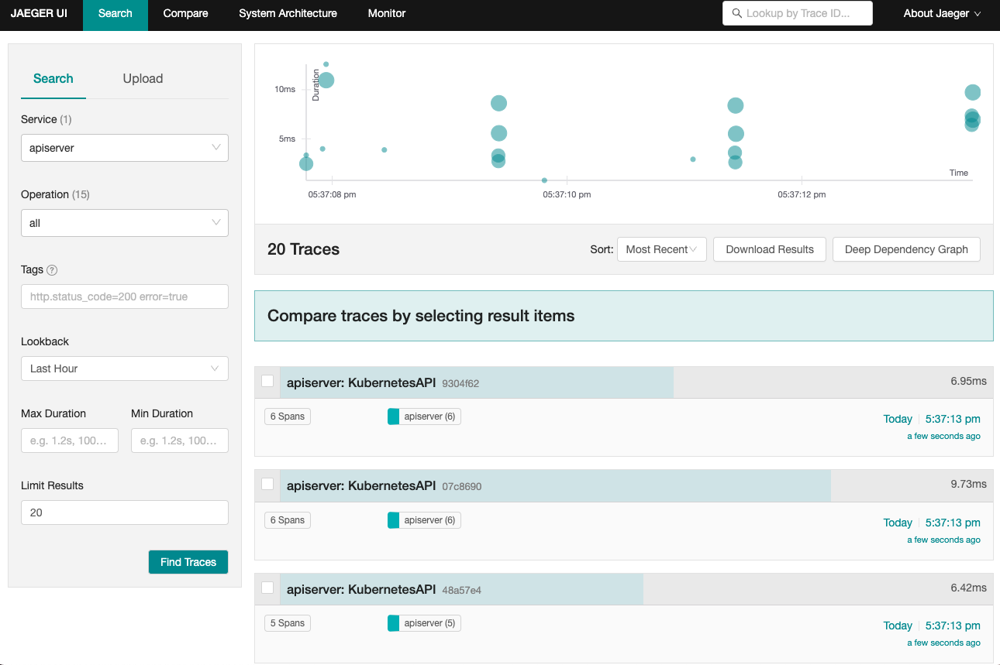 JAEGER UI Search Compare System Architecture Monitor Lookup by Trace ID... About Jaeger
Search Upload
Service (1)
apiserver
Operation (15)
all
Tags ?
http.status_code=200 error=true
Lookback
Last Hour
Max Duration Min Duration
e.g. 1.2s, 100... e.g. 1.2s, 100...
Limit Results
20
Find Traces
Duration
10ms
5ms
Time
05:37:08 pm 05:37:10 pm 05:37:12 pm
20 Traces Sort: Most Recent Download Results Deep Dependency Graph
Compare traces by selecting result items
apiserver: KubernetesAPI 9304f62 6.95ms
6 Spans apiserver (6) Today 5:37:13 pm
a few seconds ago
apiserver: KubernetesAPI 07c8690 9.73ms
6 Spans apiserver (6) Today 5:37:13 pm
a few seconds ago
apiserver: KubernetesAPI 48a57e4 6.42ms
5 Spans apiserver (5) Today 5:37:13 pm
a few seconds ago